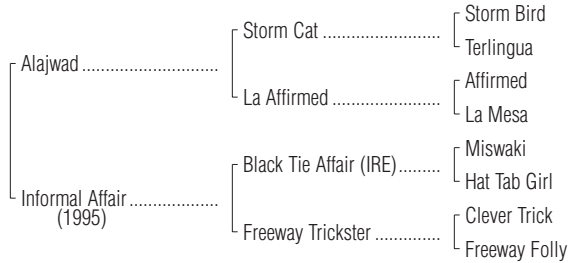 Storm Bird
Storm Cat ..........................
Terlingua
Alajwad ..............................
Affirmed
La Affirmed ........................
La Mesa
Miswaki
Black Tie Affair (IRE).........
Hat Tab Girl
Informal Affair ...................
(1995)
Clever Trick
Freeway Trickster ..............
Freeway Folly